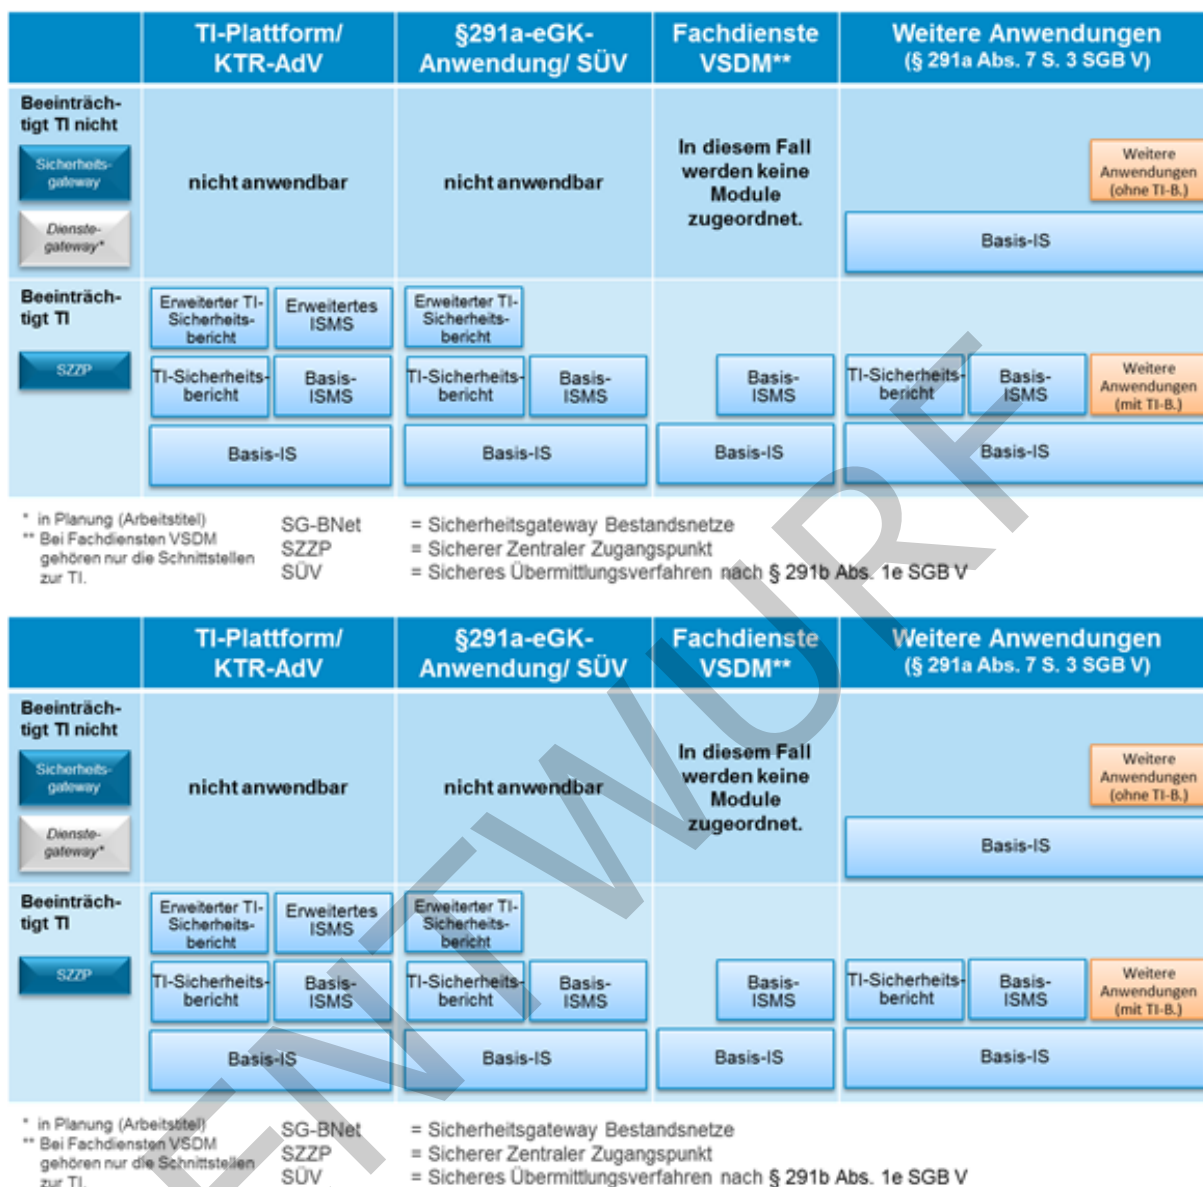 TI-Plattform/
KTR-AdV
§291a-eGK-
Anwendung/ SÜV
Fachdienste
VSDM**
Weitere Anwendungen
(§ 291a Abs. 7 S. 3 SGB V)
Beeinträch-
tigt TI nicht
Sicherheits-
gateway
Dienste-
gateway*
nicht anwendbar
nicht anwendbar
In diesem Fall
werden keine
Module
zugeordnet.
Weitere
Anwendungen
(ohne TI-B.)
Basis-IS
Beeinträch-
tigt TI
SZZP
Erweiterter TI-
Sicherheits-
bericht
Erweitertes
ISMS
TI-Sicherheits-
bericht
Basis-
ISMS
Basis-IS
Erweiterter TI-
Sicherheits-
bericht
TI-Sicherheits-
bericht
Basis-
ISMS
Basis-IS
Basis-
ISMS
Basis-IS
TI-Sicherheits-
bericht
Basis-
ISMS
Weitere
Anwendungen
(mit TI-B.)
Basis-IS
* in Planung (Arbeitstitel)
** Bei Fachdiensten VSDM
gehören nur die Schnittstellen
zur TI.
SG-BNet = Sicherheitsgateway Bestandsnetze
SZZP = Sicherer Zentraler Zugangspunkt
SÜV = Sicheres Übermittlungsverfahren nach § 291b Abs. 1e SGB V
TI-Plattform/
KTR-AdV
§291a-eGK-
Anwendung/ SÜV
Fachdienste
VSDM**
Weitere Anwendungen
(§ 291a Abs. 7 S. 3 SGB V)
Beeinträch-
tigt TI nicht
Sicherheits-
gateway
Dienste-
gateway*
nicht anwendbar
nicht anwendbar
In diesem Fall
werden keine
Module
zugeordnet.
Weitere
Anwendungen
(ohne TI-B.)
Basis-IS
Beeinträch-
tigt TI
SZZP
Erweiterter TI-
Sicherheits-
bericht
Erweitertes
ISMS
TI-Sicherheits-
bericht
Basis-
ISMS
Basis-IS
Erweiterter TI-
Sicherheits-
bericht
TI-Sicherheits-
bericht
Basis-
ISMS
Basis-IS
Basis-
ISMS
Basis-IS
TI-Sicherheits-
bericht
Basis-
ISMS
Weitere
Anwendungen
(mit TI-B.)
Basis-IS
* in Planung (Arbeitstitel)
** Bei Fachdiensten VSDM
gehören nur die Schnittstellen
zur TI.
SG-BNet = Sicherheitsgateway Bestandsnetze
SZZP = Sicherer Zentraler Zugangspunkt
SÜV = Sicheres Übermittlungsverfahren nach § 291b Abs. 1e SGB V
ENTWURF